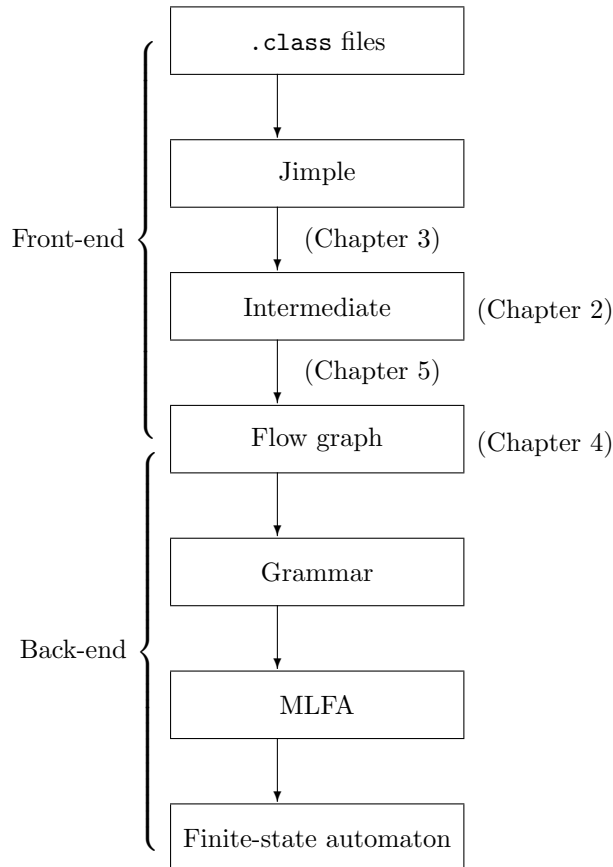 .class files
Jimple
Front-end
(Chapter 3)
Intermediate
(Chapter 2)
(Chapter 5)
Flow graph
(Chapter 4)
Grammar
Back-end
MLFA
Finite-state automaton